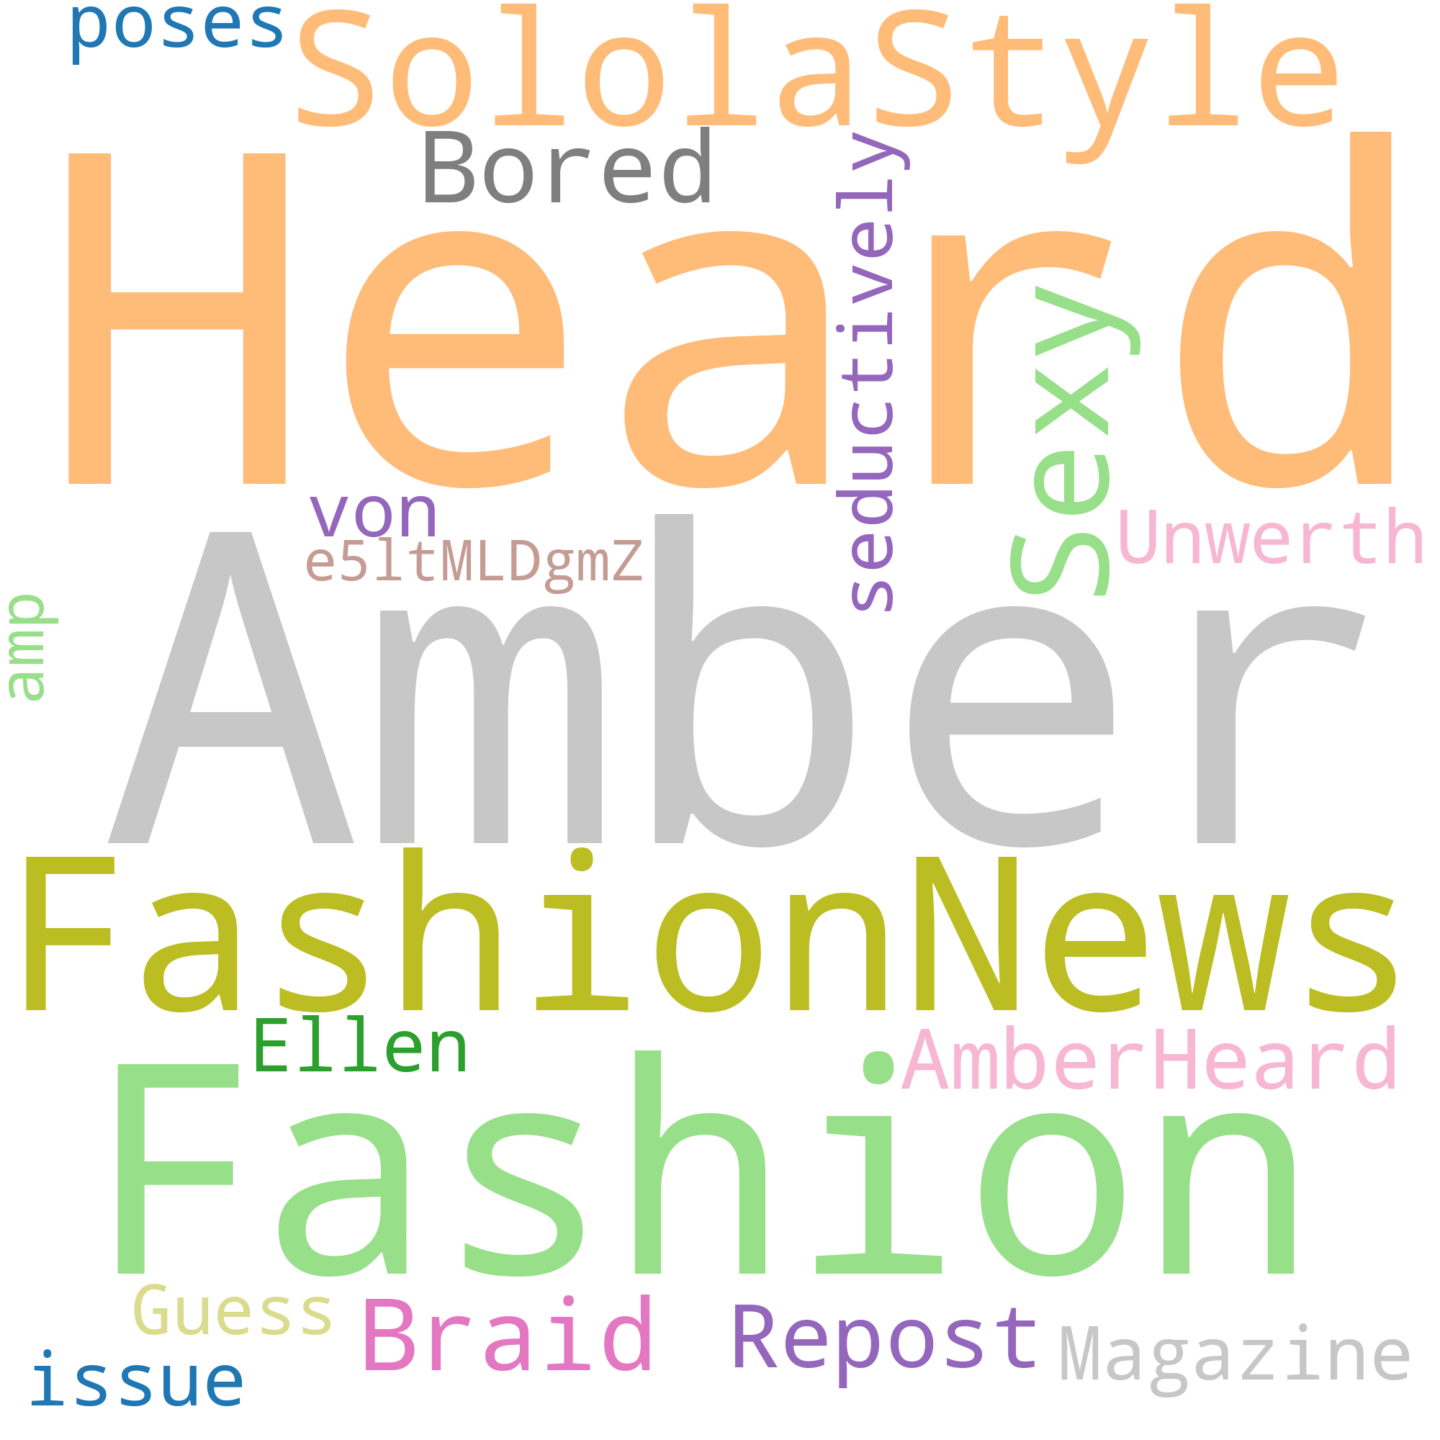 poses
SololaStyle
Bored
Heard
seductively
Sexy
von
Unwerth
e5ltMLDgmZ
amp
Amber
FashionNews
Ellen
AmberHeard
Fashion
Guess
Braid
Repost
Magazine
issue